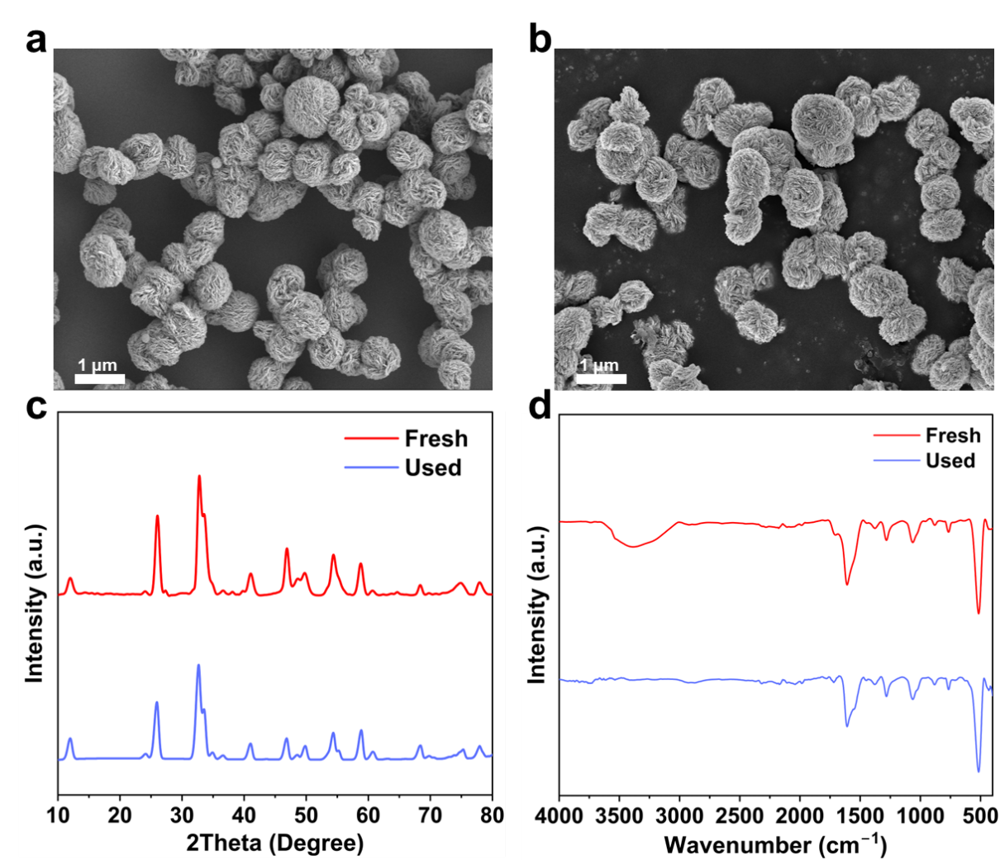 a
b
1 μm
1 μm
c
d
Fresh
Used
Fresh
Used
Intensity (a.u.)
Intensity (a.u.)
10 20 30 40 50 60 70 80
4000 3500 3000 2500 2000 1500 1000 500
2Theta (Degree)
Wavenumber (cm⁻¹)